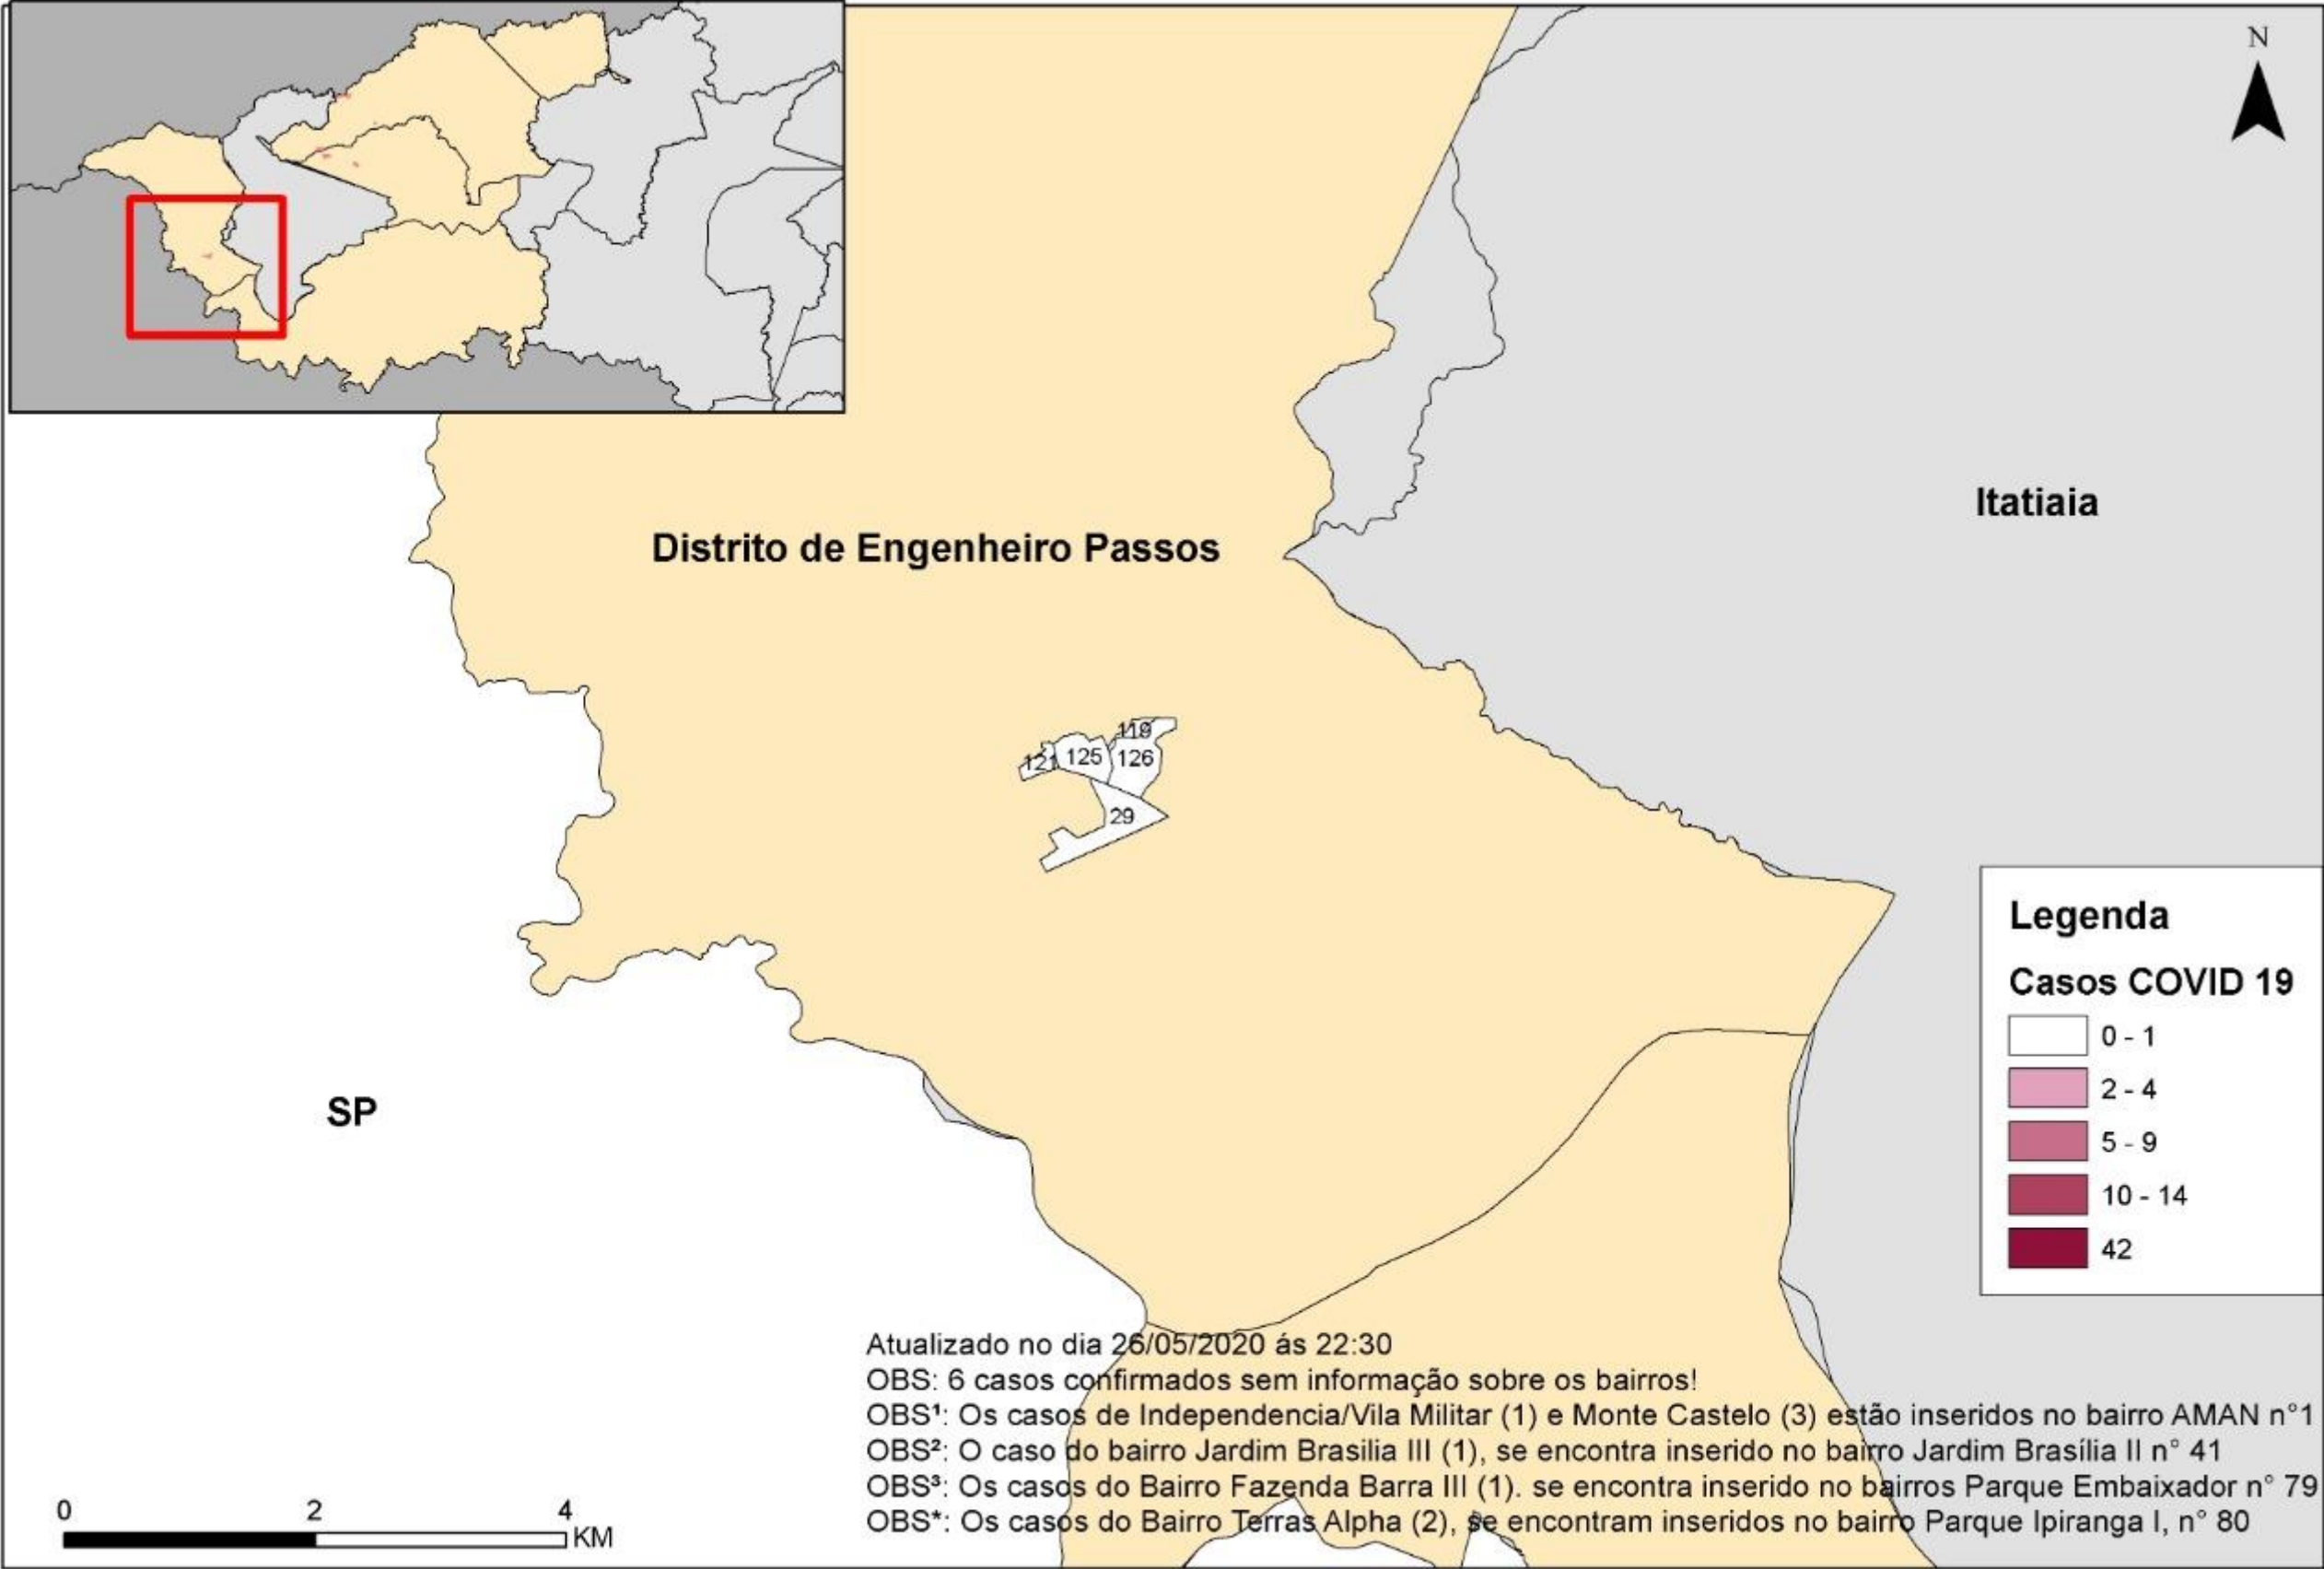 N
Itatiaia
Distrito de Engenheiro Passos
119
121 125 126
29
Legenda
Casos COVID 19
0 - 1
2 - 4
5 - 9
10 - 14
42
SP
Atualizado no dia 26/05/2020 ás 22:30
OBS: 6 casos confirmados sem informação sobre os bairros!
OBS¹: Os casos de Independencia/Vila Militar (1) e Monte Castelo (3) estão inseridos no bairro AMAN n°1
OBS²: O caso do bairro Jardim Brasilia III (1), se encontra inserido no bairro Jardim Brasília II n° 41
OBS³: Os casos do Bairro Fazenda Barra III (1). se encontra inserido no bairros Parque Embaixador n° 79
OBS*: Os casos do Bairro Terras Alpha (2), se encontram inseridos no bairro Parque Ipiranga I, n° 80
0 2 4
KM